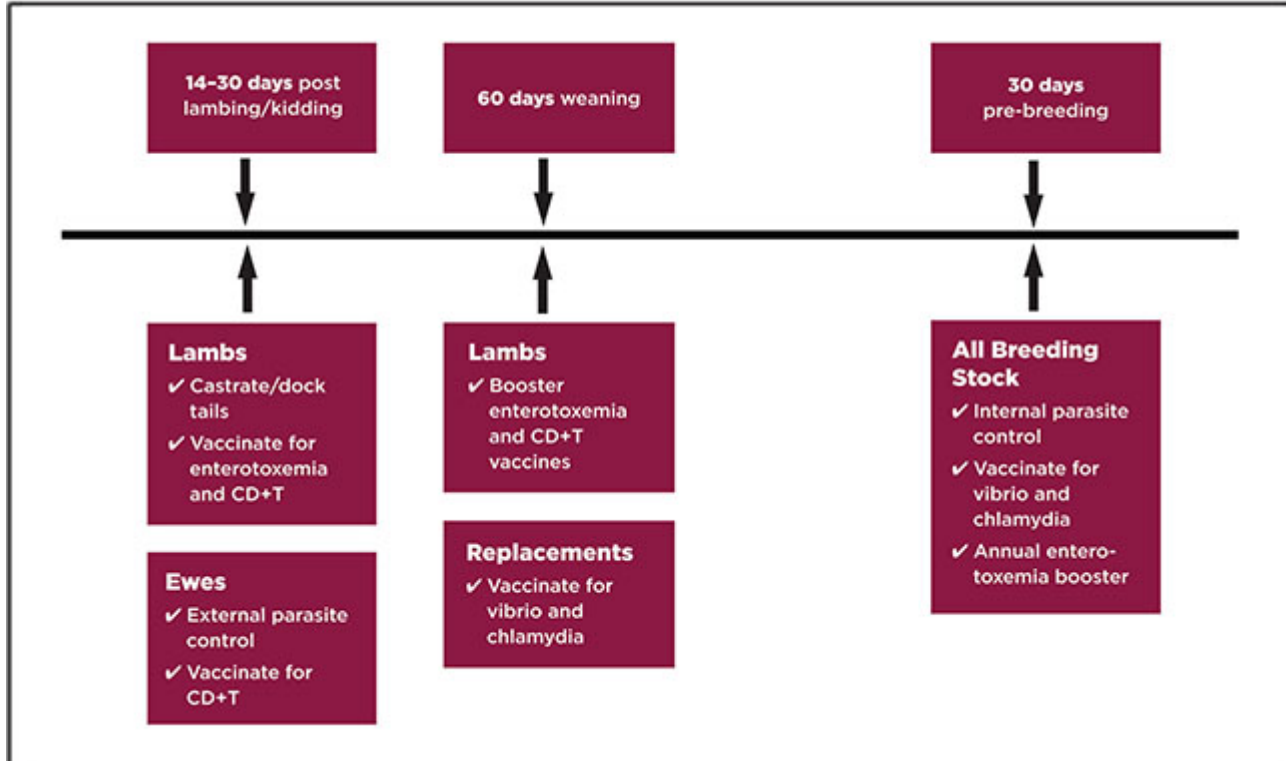 14–30 days post
lambing/kidding
60 days weaning
30 days
pre-breeding
Lambs
✔ Castrate/dock
tails
✔ Vaccinate for
enterotoxemia
and CD+T
Ewes
✔ External parasite
control
✔ Vaccinate for
CD+T
Lambs
✔ Booster
enterotoxemia
and CD+T
vaccines
Replacements
✔ Vaccinate for
vibrio and
chlamydia
All Breeding
Stock
✔ Internal parasite
control
✔ Vaccinate for
vibrio and
chlamydia
✔ Annual entero-
toxemia booster